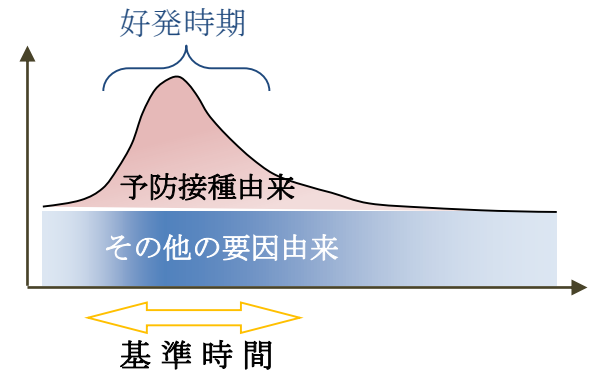 好発時期
予防接種由来
その他の要因由来
基準時間